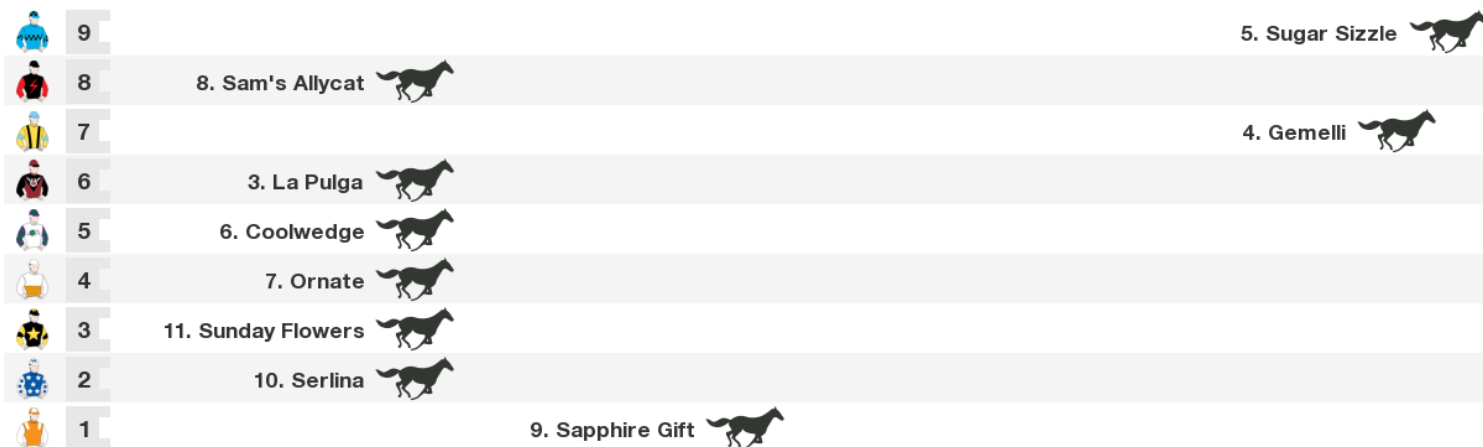 9 5. Sugar Sizzle
8 8. Sam's Allycat
7 4. Gemelli
6 3. La Pulga
5 6. Coolwedge
4 7. Ornate
3 11. Sunday Flowers
2 10. Serlina
1 9. Sapphire Gift